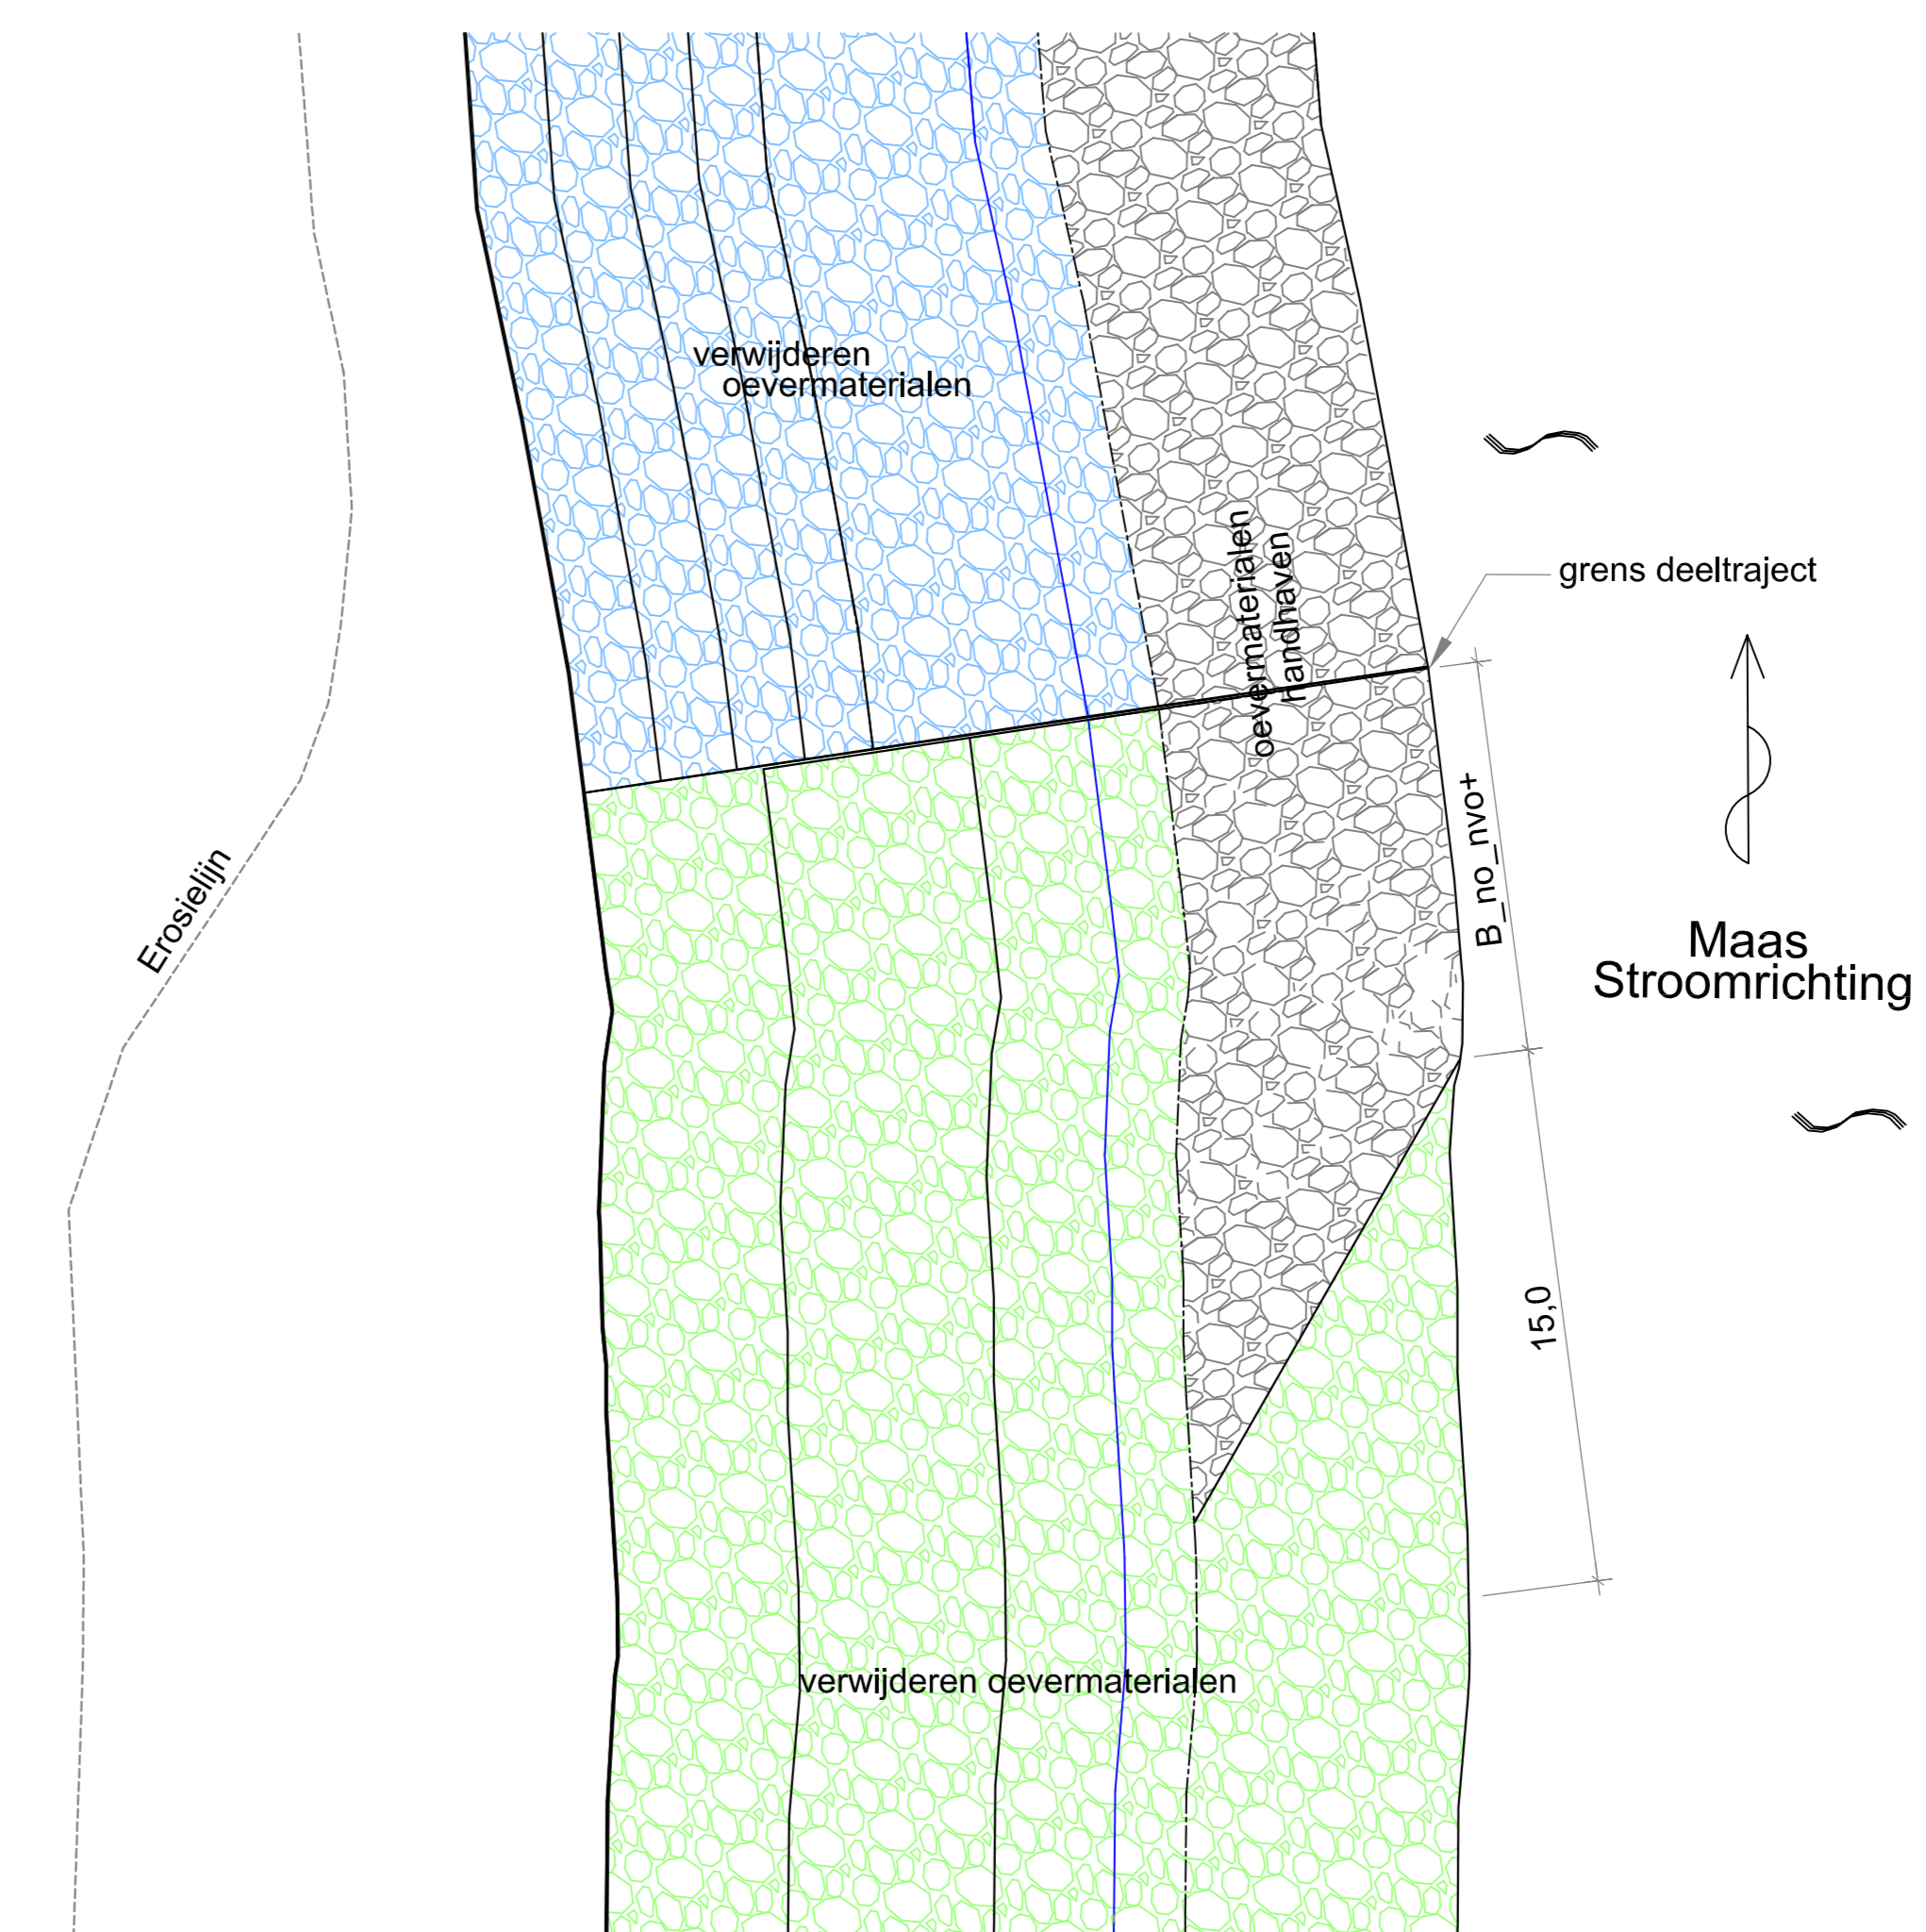 verwijderen
oevermaterialen
oevermaterialen
handhaven
grens deeltraject
B_no_nvo+
Erosielijn
Maas
Stroomrichting
15,0
verwijderen oevermaterialen